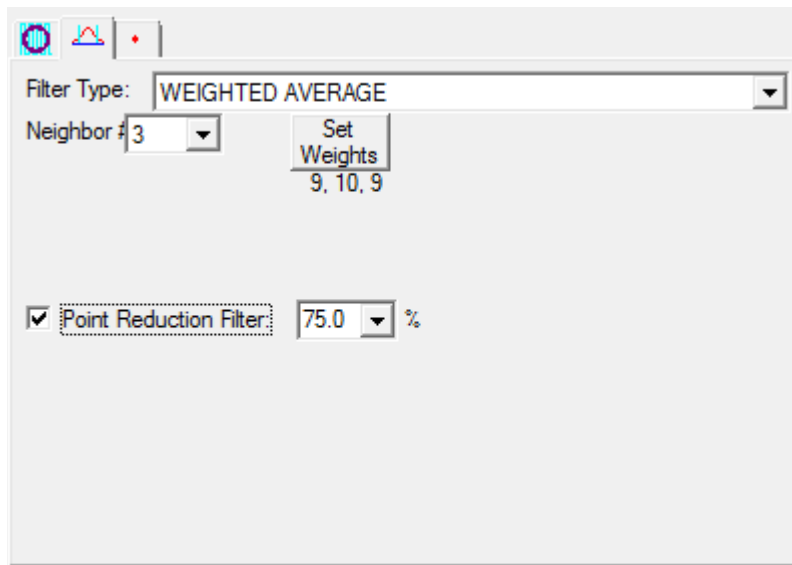 Filter Type: WEIGHTED AVERAGE
Neighbor # 3
Set
Weights
9, 10, 9
Point Reduction Filter: 75.0 %